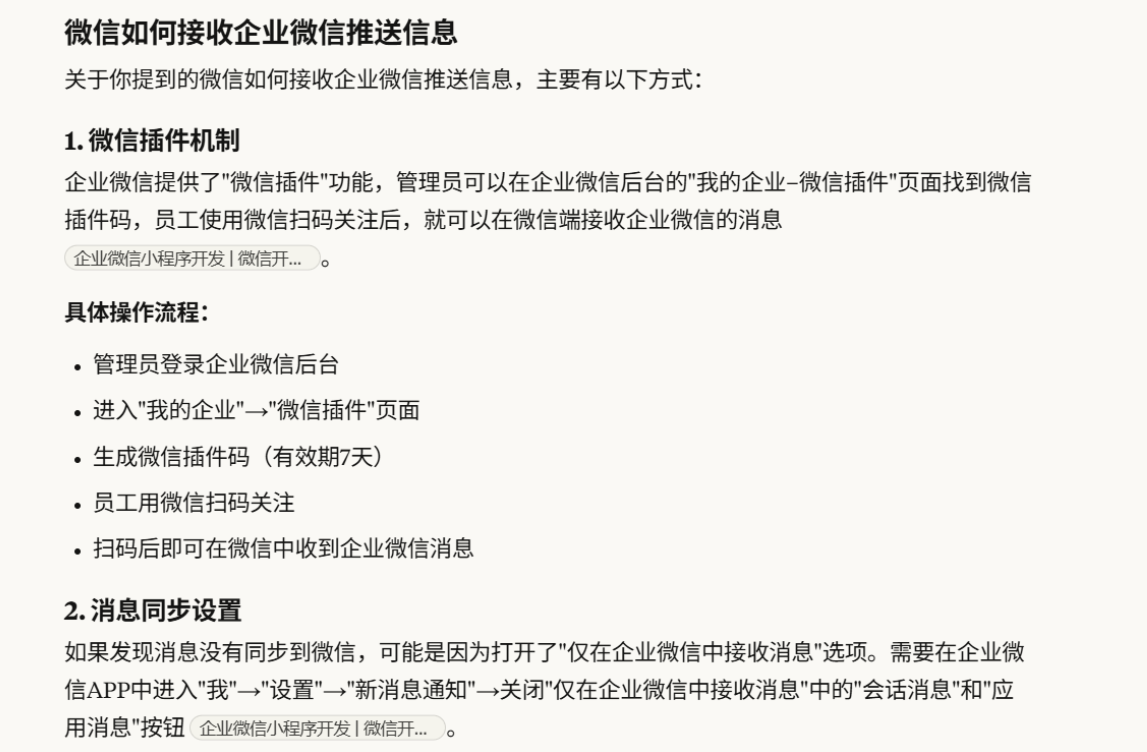 微信如何接收企业微信推送信息
关于你提到的微信如何接收企业微信推送信息，主要有以下方式：
1. 微信插件机制
企业微信提供了"微信插件"功能，管理员可以在企业微信后台的"我的企业-微信插件"页面找到微信
插件码，员工使用微信扫码关注后，就可以在微信端接收企业微信的消息
企业微信小程序开发 | 微信开... 。
具体操作流程：
• 管理员登录企业微信后台
• 进入"我的企业"→"微信插件"页面
• 生成微信插件码（有效期7天）
• 员工用微信扫码关注
• 扫码后即可在微信中收到企业微信消息
2. 消息同步设置
如果发现消息没有同步到微信，可能是因为打开了"仅在企业微信中接收消息"选项。需要在企业微
信APP中进入"我"→"设置"→"新消息通知"→关闭"仅在企业微信中接收消息"中的"会话消息"和"应
用消息"按钮 企业微信小程序开发 | 微信开... 。